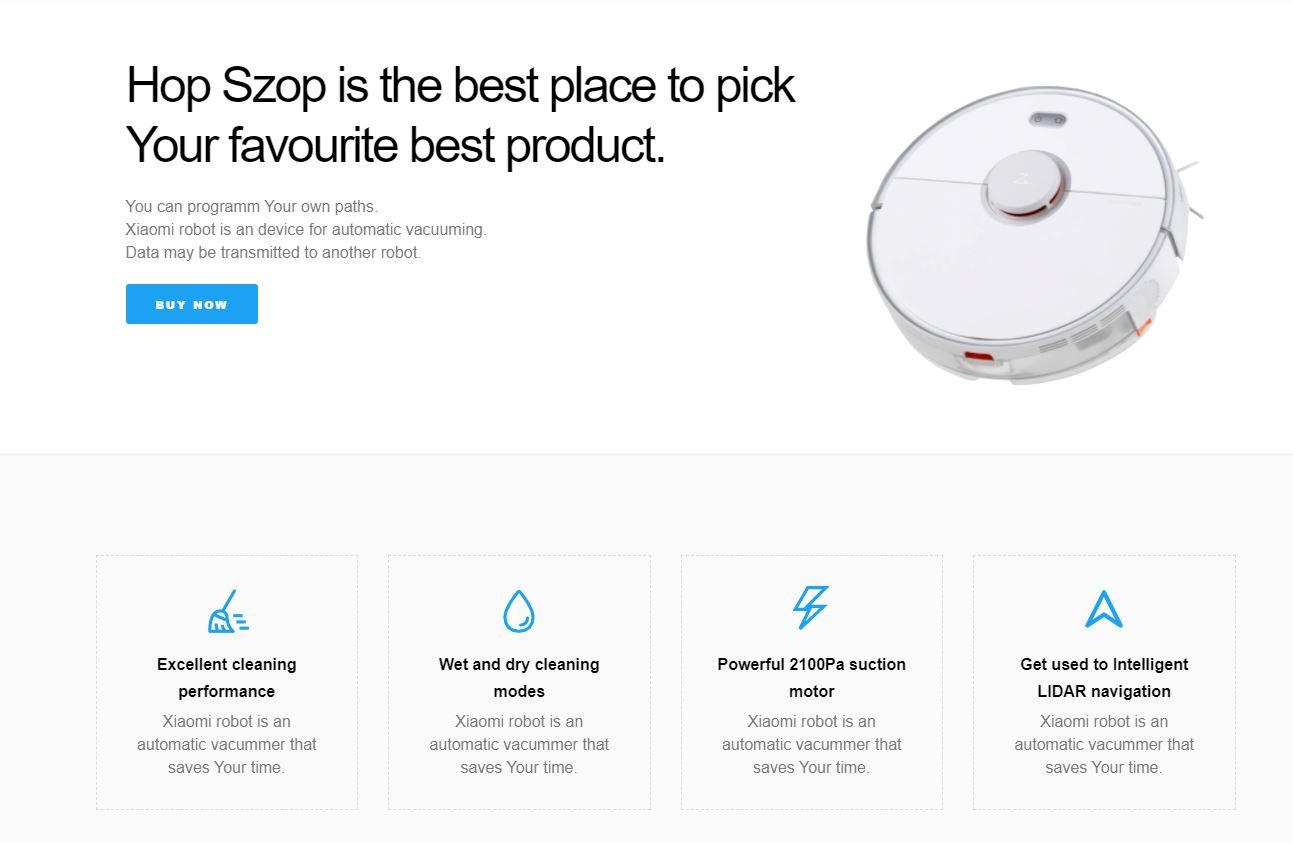 Hop Szop is the best place to pick
Your favourite best product.
You can programm Your own paths.
Xiaomi robot is an device for automatic vacuuming.
Data may be transmitted to another robot.
BUY NOW
Excellent cleaning
performance
Xiaomi robot is an
automatic vacummer that
saves Your time.
Wet and dry cleaning
modes
Xiaomi robot is an
automatic vacummer that
saves Your time.
Powerful 2100Pa suction
motor
Xiaomi robot is an
automatic vacummer that
saves Your time.
Get used to Intelligent
LIDAR navigation
Xiaomi robot is an
automatic vacummer that
saves Your time.